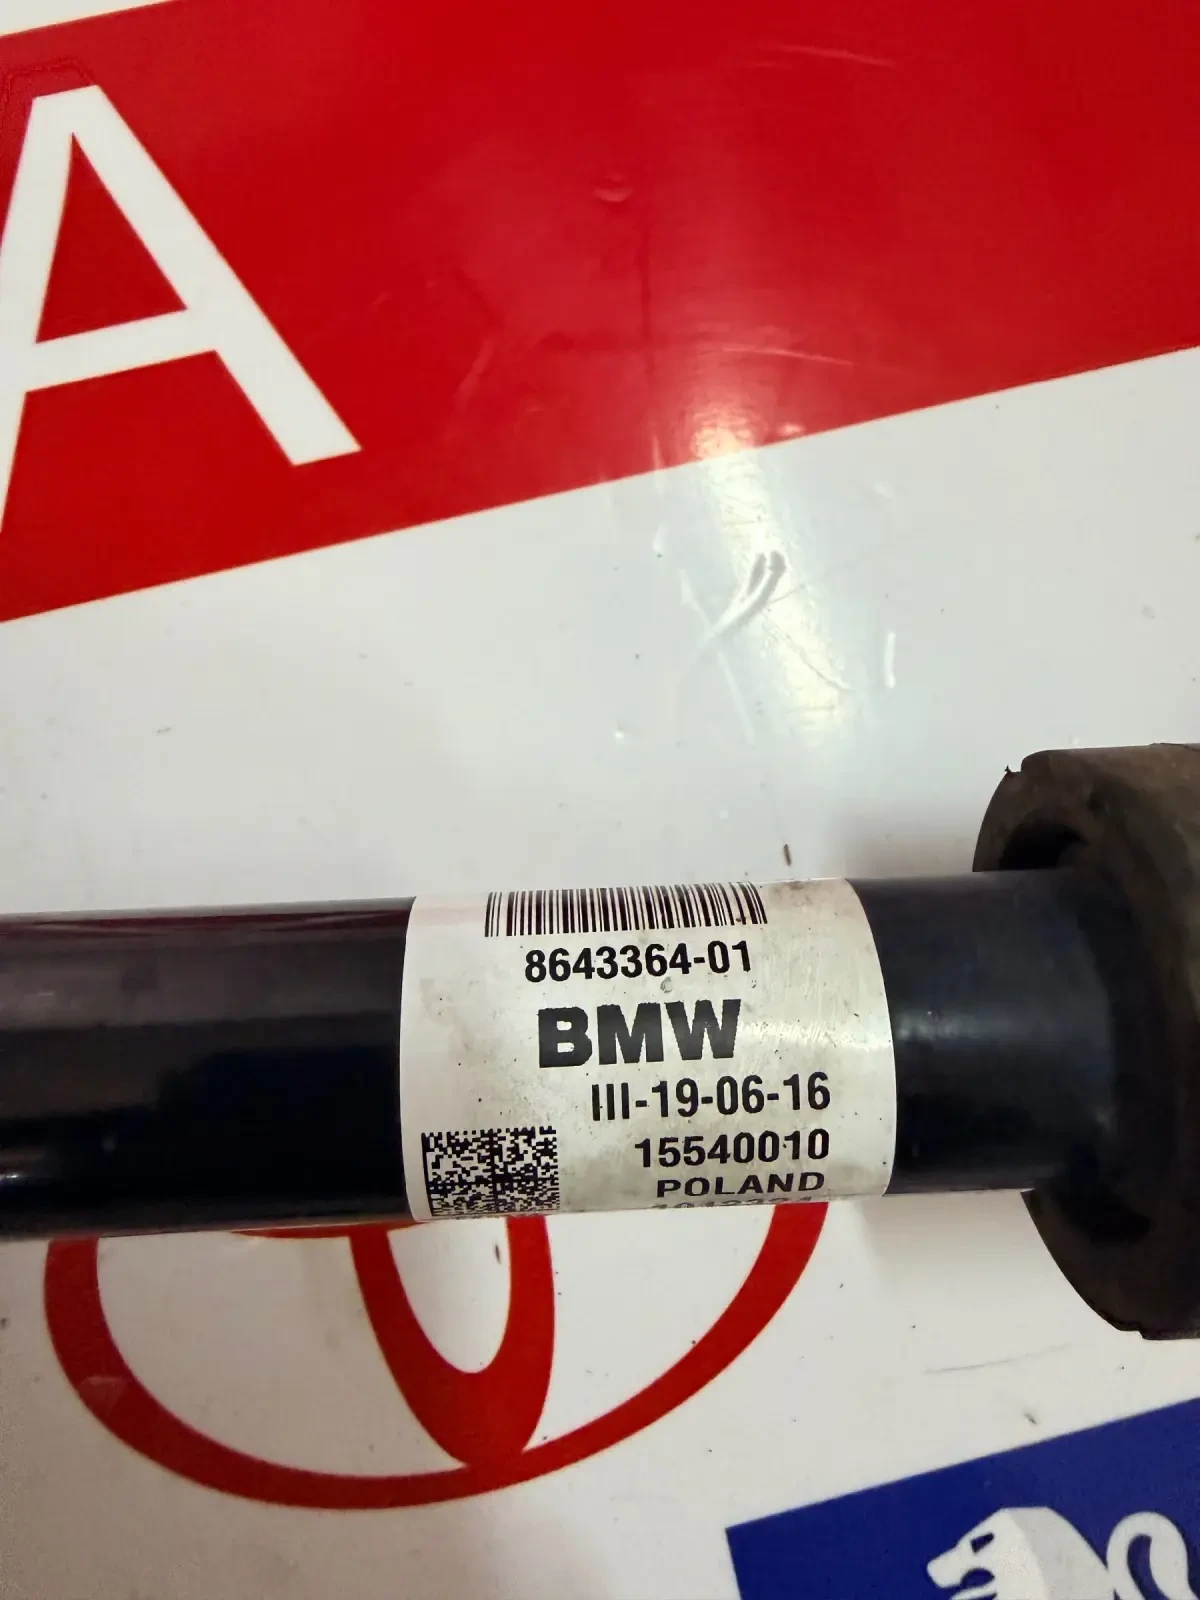 A
8643364-01
BMW
III-19-06-16
15540010
POLAND